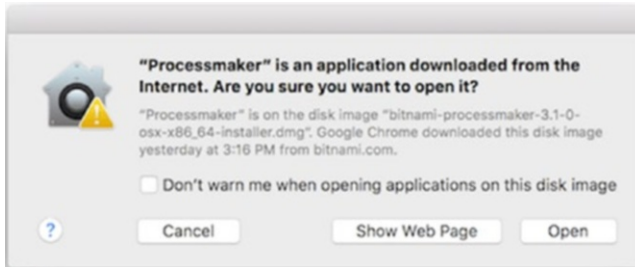 “Processmaker” is an application downloaded from the
Internet. Are you sure you want to open it?
“Processmaker” is on the disk image “bitnami-processmaker-3.1-0-
osx-x86_64-installer.dmg”. Google Chrome downloaded this disk image
yesterday at 3:16 PM from bitnami.com.
Don't warn me when opening applications on this disk image
? Cancel Show Web Page Open